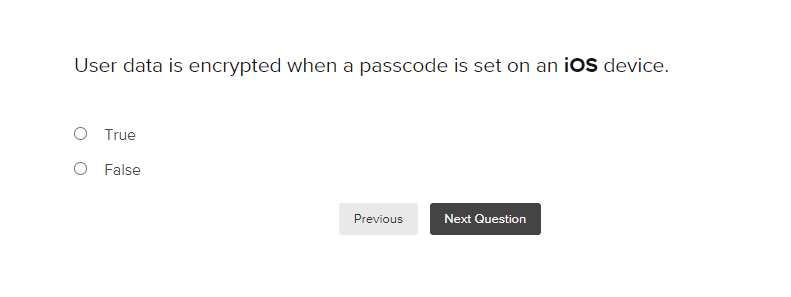 User data is encrypted when a passcode is set on an iOS device.
True
False
Previous Next Question